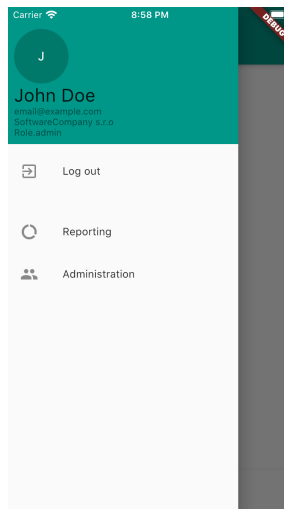 Carrier 8:58 PM
DEBUG
J
John Doe
email@example.com
SoftwareCompany s.r.o
Role.admin
Log out
Reporting
Administration